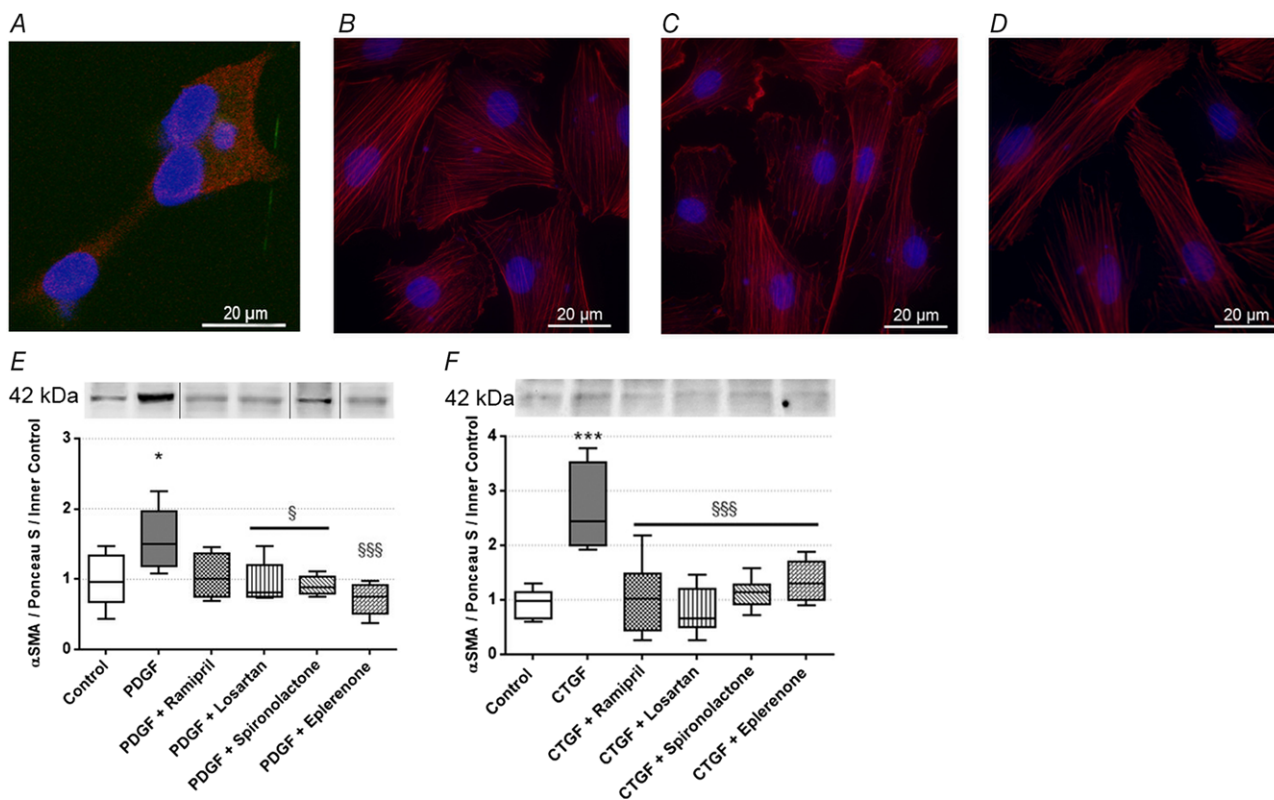 A
B
C
D
20 µm
20 µm
20 µm
20 µm
E
42 kDa
αSMA / Ponceau S / Inner Control
3
2
1
0
*
§
§§§
Control
PDGF
PDGF + Ramipril
PDGF + Losartan
PDGF + Spironolactone
PDGF + Eplerenone
F
42 kDa
αSMA / Ponceau S / Inner Control
4
3
2
1
0
***
§§§
Control
CTGF
CTGF + Ramipril
CTGF + Losartan
CTGF + Spironolactone
CTGF + Eplerenone